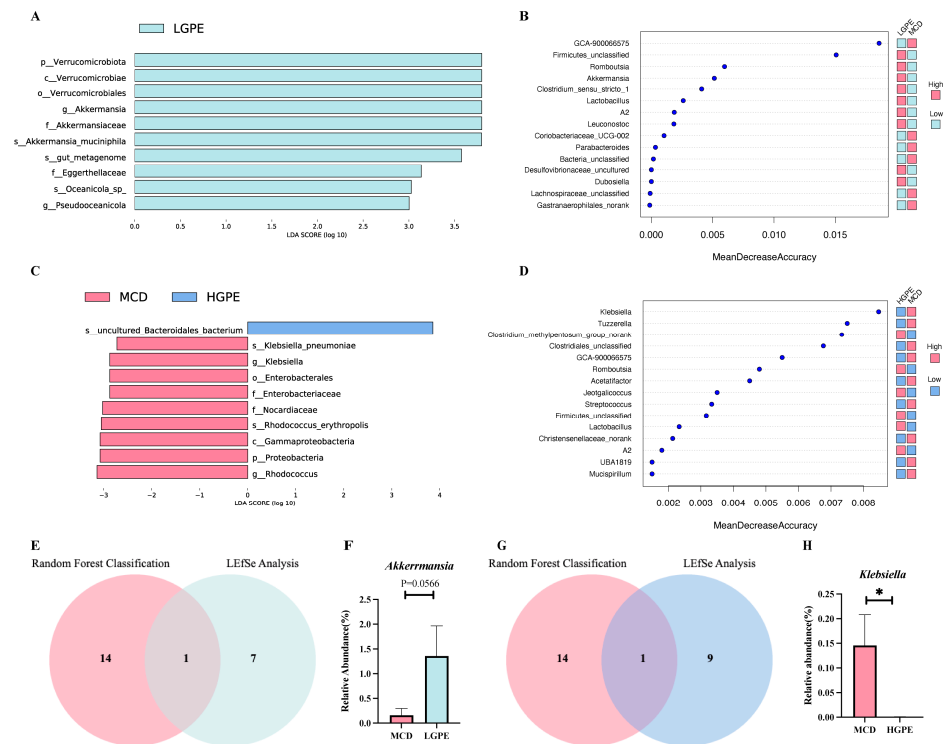 A
LGPE
p__Verrucomicrobiota
c__Verrucomicrobiae
o__Verrucomicrobiales
g__Akkermansia
f__Akkermansiaceae
s__Akkermansia_muciniphila
s__gut_metagenome
f__Eggerthellaceae
s__Oceanicola_sp_
g__Pseudooceanicola
0.0 0.5 1.0 1.5 2.0 2.5 3.0 3.5
LDA SCORE (log 10)
B
LGPE
MCD
GCA-900066575
Firmicutes_unclassified
Romboutsia
Akkermansia
Clostridium_sensu_stricto_1
Lactobacillus
A2
Leuconostoc
Coriobacteriaceae_UCG-002
Parabacteroides
Bacteria_unclassified
Desulfovibrionaceae_uncultured
Dubosiella
Lachnospiraceae_unclassified
Gastranaerophilales_norank
High
Low
0.000 0.005 0.010 0.015
MeanDecreaseAccuracy
C
MCD HGPE
s__uncultured_Bacteroidales_bacterium
s__Klebsiella_pneumoniae
g__Klebsiella
o__Enterobacterales
f__Enterobacteriaceae
f__Nocardiaceae
s__Rhodococcus_erythropolis
c__Gammaproteobacteria
p__Proteobacteria
g__Rhodococcus
−3 −2 −1 0 1 2 3 4
LDA SCORE (log 10)
D
HGPE
MCD
Klebsiella
Tuzzerella
Clostridium_methylpentosum_group_norank
Clostridiales_unclassified
GCA-900066575
Romboutsia
Acetatifactor
Jeotgalicoccus
Streptococcus
Firmicutes_unclassified
Lactobacillus
Christensenellaceae_norank
A2
UBA1819
Mucispirillum
High
Low
0.002 0.003 0.004 0.005 0.006 0.007 0.008
MeanDecreaseAccuracy
E
Random Forest Classification LEfSe Analysis
14 1 7
F
Akkerrmansia
P=0.0566
Relative Abundance(%)
2.5
2.0
1.5
1.0
0.5
0.0
MCD LGPE
G
Random Forest Classification LEfSe Analysis
14 1 9
H
Klebsiella
*
Relative abundance(%)
0.25
0.20
0.15
0.10
0.05
0.00
MCD HGPE